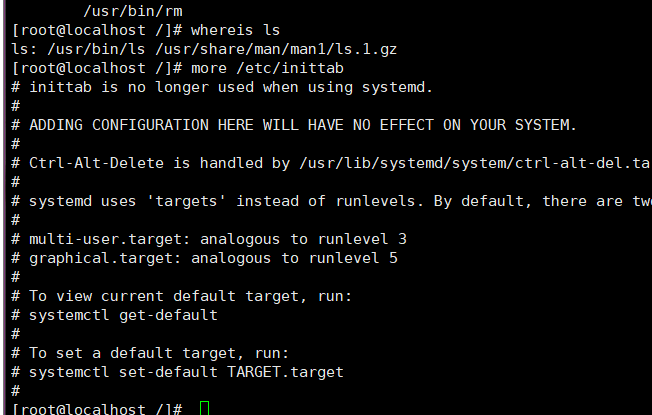 /usr/bin/rm
[root@localhost /]# whereis ls
ls: /usr/bin/ls /usr/share/man/man1/ls.1.gz
[root@localhost /]# more /etc/inittab
# inittab is no longer used when using systemd.
#
# ADDING CONFIGURATION HERE WILL HAVE NO EFFECT ON YOUR SYSTEM.
#
# Ctrl-Alt-Delete is handled by /usr/lib/systemd/system/ctrl-alt-del.ta
#
# systemd uses 'targets' instead of runlevels. By default, there are two
#
# multi-user.target: analogous to runlevel 3
# graphical.target: analogous to runlevel 5
#
# To view current default target, run:
# systemctl get-default
#
# To set a default target, run:
# systemctl set-default TARGET.target
#
[root@localhost /]#